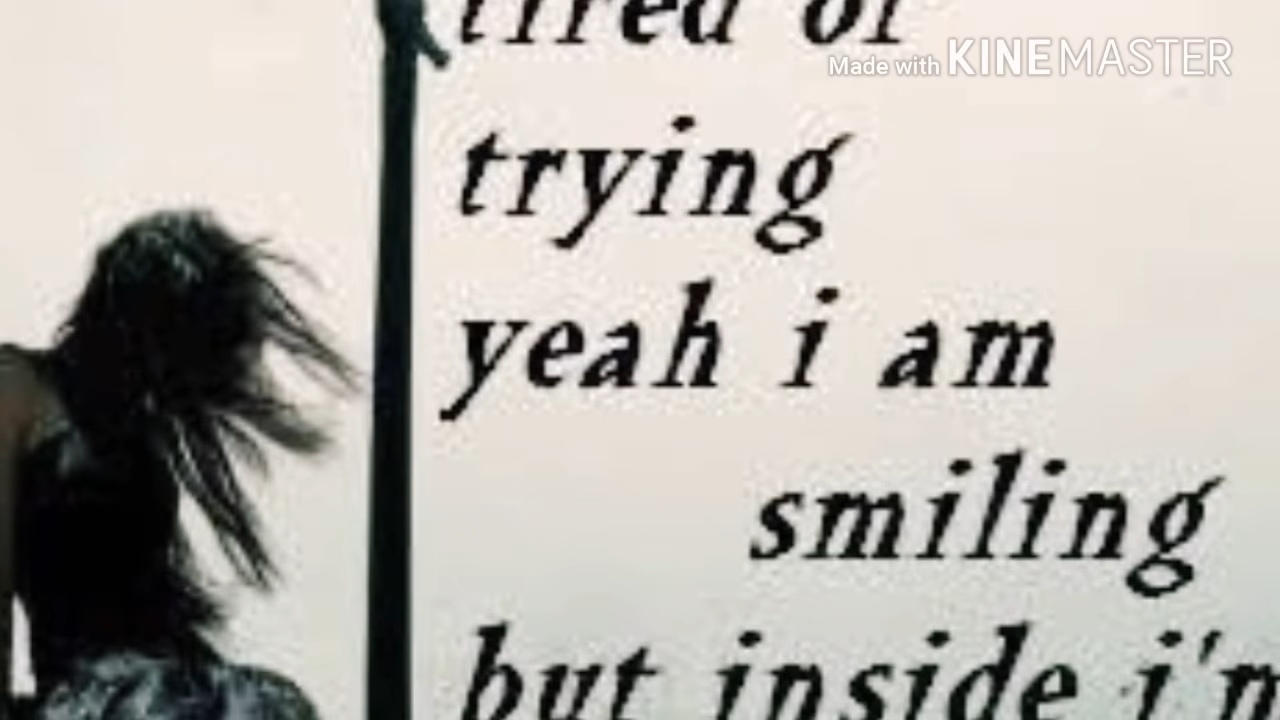 tired of
Made with KINEMASTER
trying
yeah i am
smiling
but inside i'm